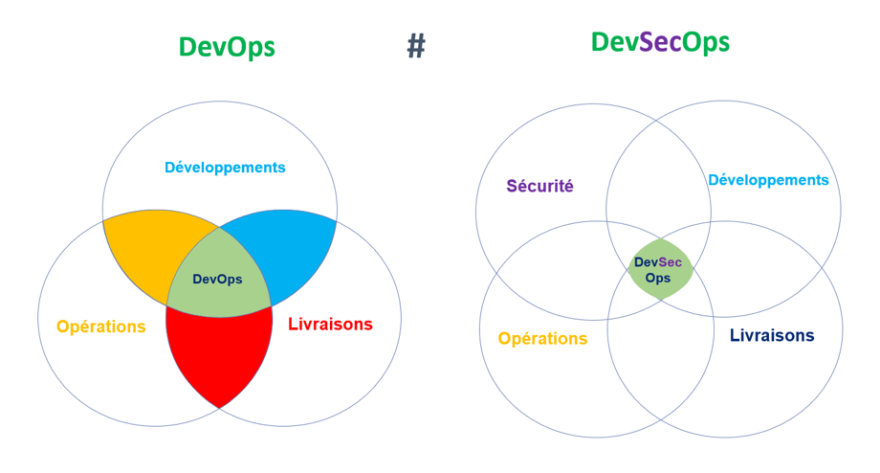 DevOps # DevSecOps
Développements
DevOps
Opérations
Livraisons
Sécurité
Développements
DevSec
Ops
Opérations
Livraisons